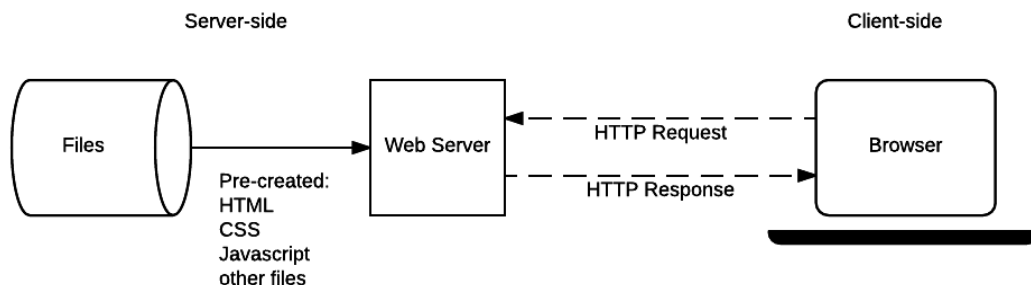 Server-side
Client-side
Files
Web Server
HTTP Request
Browser
HTTP Response
Pre-created:
HTML
CSS
Javascript
other files